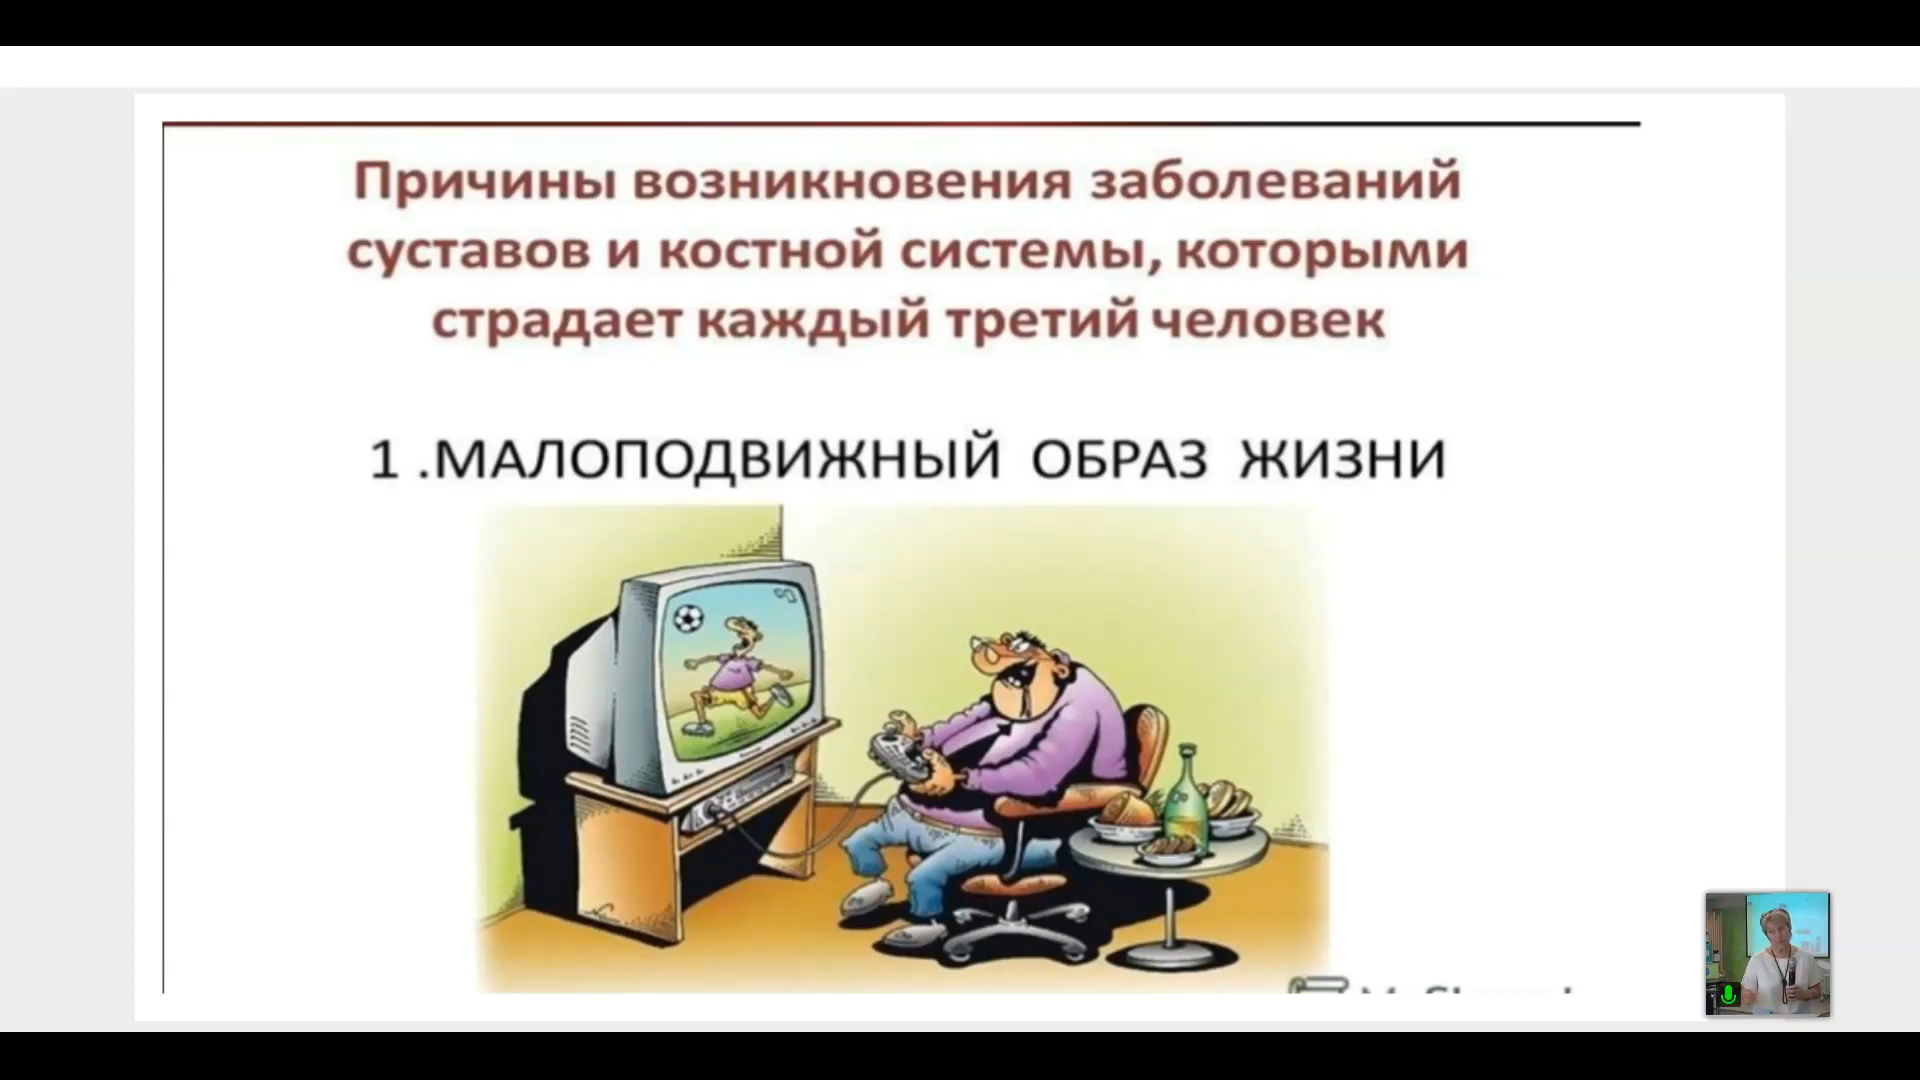 Причины возникновения заболеваний
суставов и костной системы, которыми
страдает каждый третий человек
1 .МАЛОПОДВИЖНЫЙ ОБРАЗ ЖИЗНИ